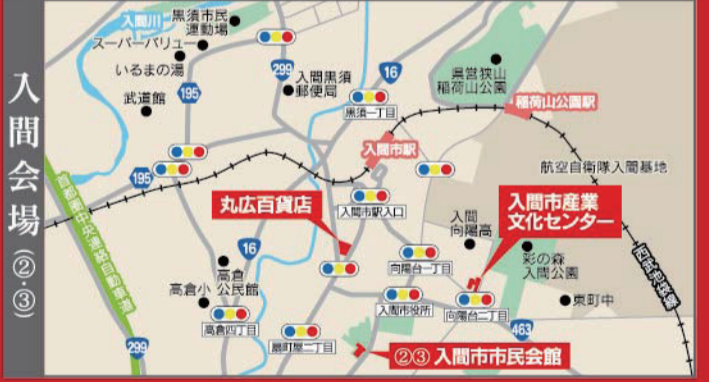 入間会場(②・③)
入間川
黒須市民
運動場
スーパーバリュー
いるまの湯
武道館
195
299
入間黒須
郵便局
16
黒須一丁目
県営狭山
稲荷山公園
稲荷山公園駅
入間市駅
航空自衛隊入間基地
195
首都圏中央連絡自動車道
丸広百貨店
入間市駅入口
入間
向陽高
入間市産業
文化センター
16
高倉
公民館
高倉小
向陽台一丁目
彩の森
入間公園
西武池袋線
高倉四丁目
入間市役所
向陽台二丁目
東町中
扇町屋二丁目
463
299
②③ 入間市市民会館